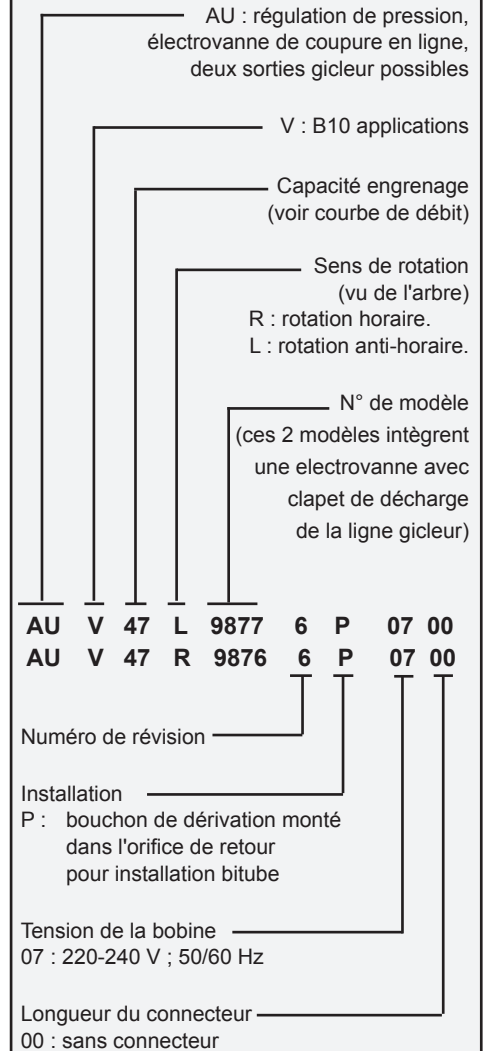 AU : régulation de pression,
électrovanne de coupure en ligne,
deux sorties gicleur possibles
V : B10 applications
Capacité engrenage
(voir courbe de débit)
Sens de rotation
(vu de l'arbre)
R : rotation horaire.
L : rotation anti-horaire.
N° de modèle
(ces 2 modèles intègrent
une electrovanne avec
clapet de décharge
de la ligne gicleur)
AU V 47 L 9877 6 P 07 00
AU V 47 R 9876 6 P 07 00
Numéro de révision
Installation
P : bouchon de dérivation monté
dans l'orifice de retour
pour installation bitube
Tension de la bobine
07 : 220-240 V ; 50/60 Hz
Longueur du connecteur
00 : sans connecteur